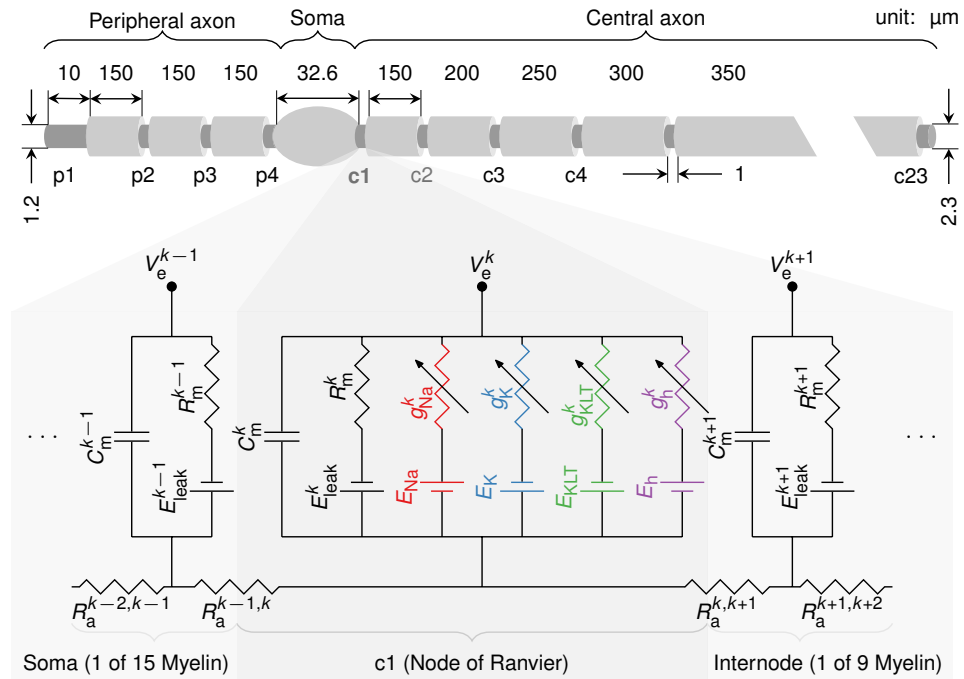 Peripheral axon Soma Central axon unit: μm
10 150 150 150 32.6 150 200 250 300 350
p1 p2 p3 p4 c1 c2 c3 c4 1 c23
1.2 2.3
V_e^{k−1} V_e^k V_e^{k+1}
C_m^{k−1} R_m^{k−1} E_leak^{k−1}
C_m^k R_m^k E_leak^k
g_Na^k g_K^k g_KLT^k g_h^k
E_Na E_K E_KLT E_h
C_m^{k+1} R_m^{k+1} E_leak^{k+1}
. . . . . .
R_a^{k−2,k−1} R_a^{k−1,k} R_a^{k,k+1} R_a^{k+1,k+2}
Soma (1 of 15 Myelin) c1 (Node of Ranvier) Internode (1 of 9 Myelin)